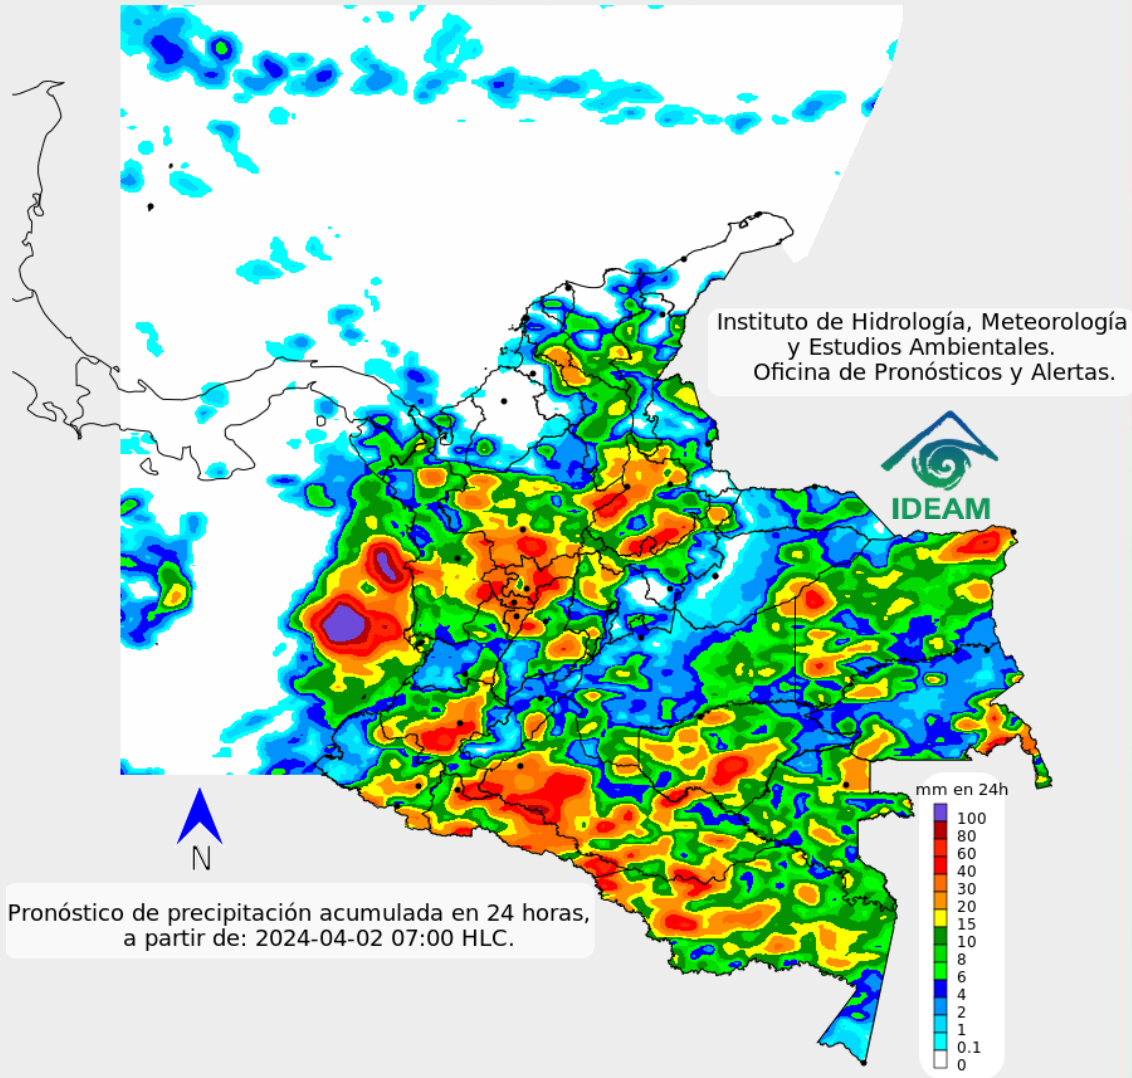 Instituto de Hidrología, Meteorología
y Estudios Ambientales.
Oficina de Pronósticos y Alertas.
IDEAM
mm en 24h
100
80
60
40
30
20
15
10
8
6
4
2
1
0.1
0
N
Pronóstico de precipitación acumulada en 24 horas,
a partir de: 2024-04-02 07:00 HLC.